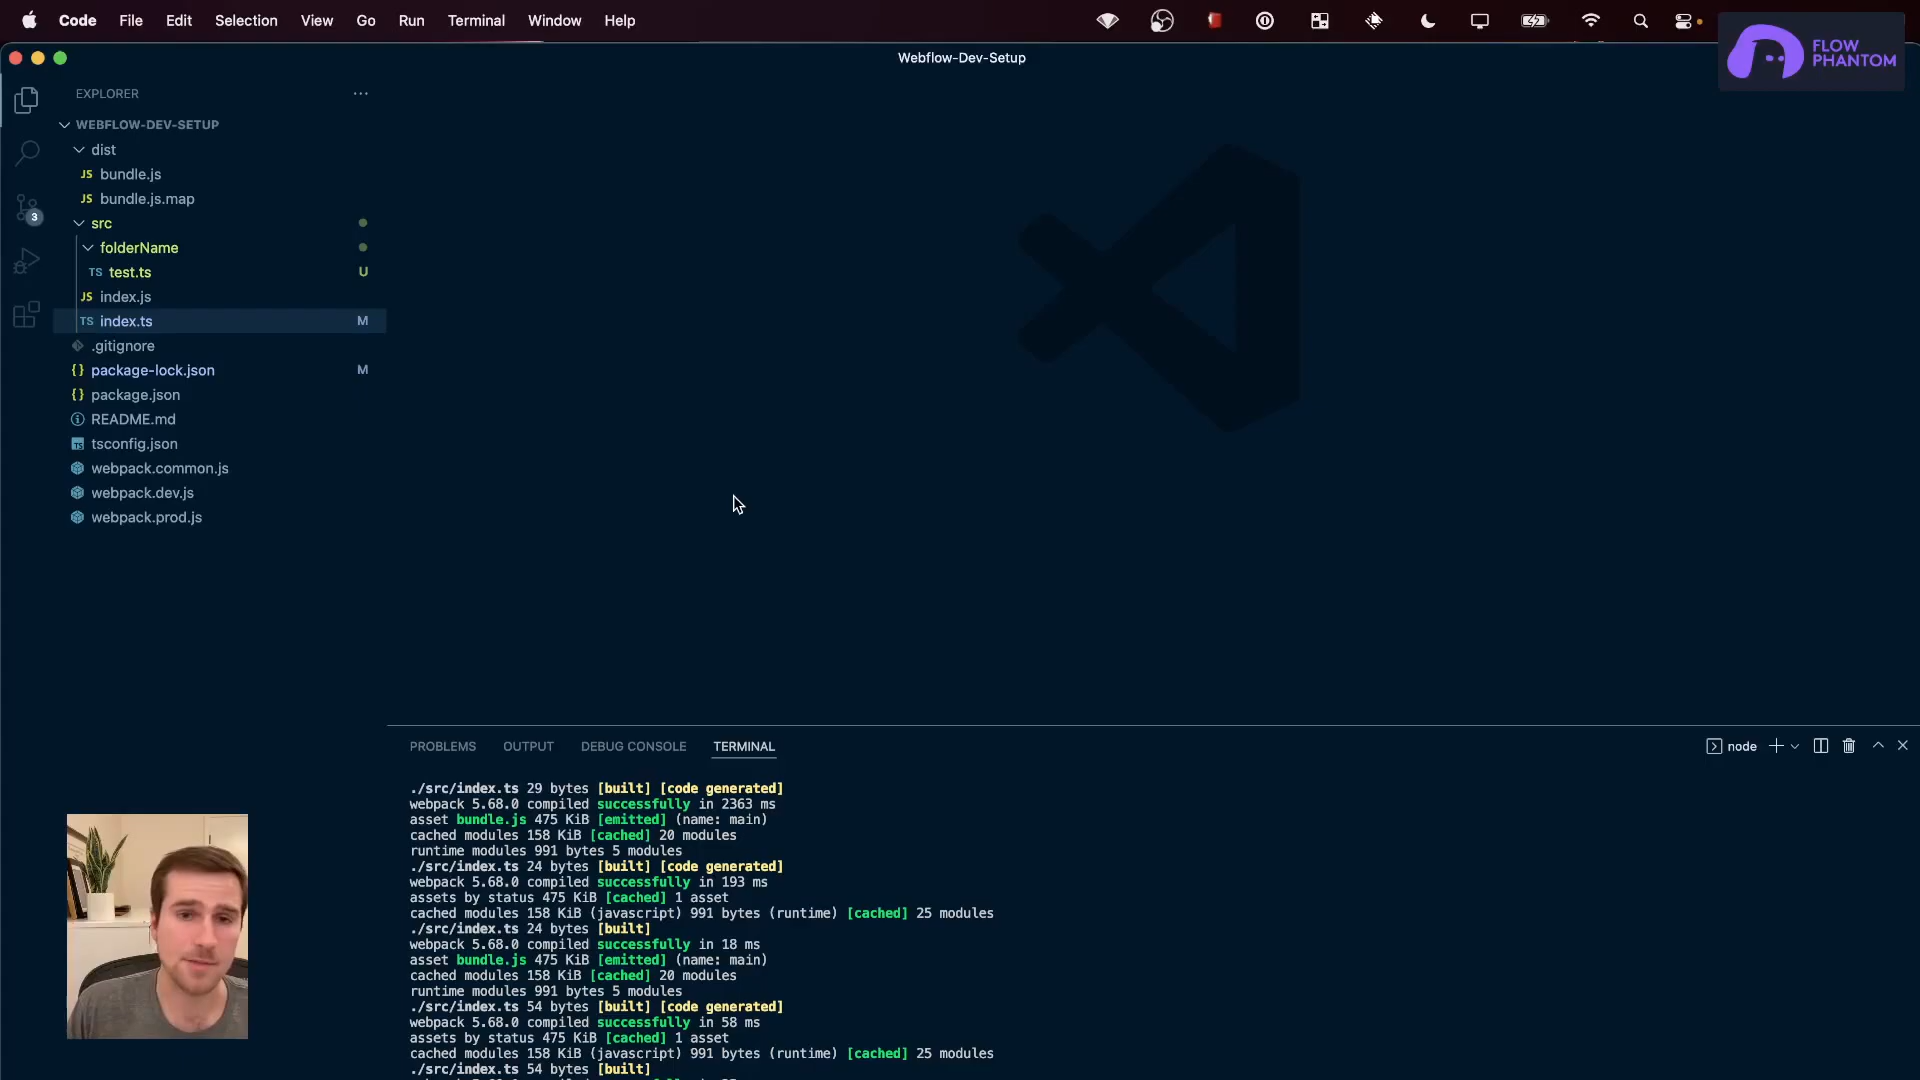 Code File Edit Selection View Go Run Terminal Window Help
FLOW
PHANTOM
Webflow-Dev-Setup
EXPLORER
WEBFLOW-DEV-SETUP
dist
JS bundle.js
JS bundle.js.map
3
src
folderName
TS test.ts U
JS index.js
TS index.ts M
.gitignore
{} package-lock.json M
{} package.json
README.md
TS tsconfig.json
webpack.common.js
webpack.dev.js
webpack.prod.js
PROBLEMS OUTPUT DEBUG CONSOLE TERMINAL node
./src/index.ts 29 bytes [built] [code generated]
webpack 5.68.0 compiled successfully in 2363 ms
asset bundle.js 475 KiB [emitted] (name: main)
cached modules 158 KiB [cached] 20 modules
runtime modules 991 bytes 5 modules
./src/index.ts 24 bytes [built] [code generated]
webpack 5.68.0 compiled successfully in 193 ms
assets by status 475 KiB [cached] 1 asset
cached modules 158 KiB (javascript) 991 bytes (runtime) [cached] 25 modules
./src/index.ts 24 bytes [built]
webpack 5.68.0 compiled successfully in 18 ms
asset bundle.js 475 KiB [emitted] (name: main)
cached modules 158 KiB [cached] 20 modules
runtime modules 991 bytes 5 modules
./src/index.ts 54 bytes [built] [code generated]
webpack 5.68.0 compiled successfully in 58 ms
assets by status 475 KiB [cached] 1 asset
cached modules 158 KiB (javascript) 991 bytes (runtime) [cached] 25 modules
./src/index.ts 54 bytes [built]